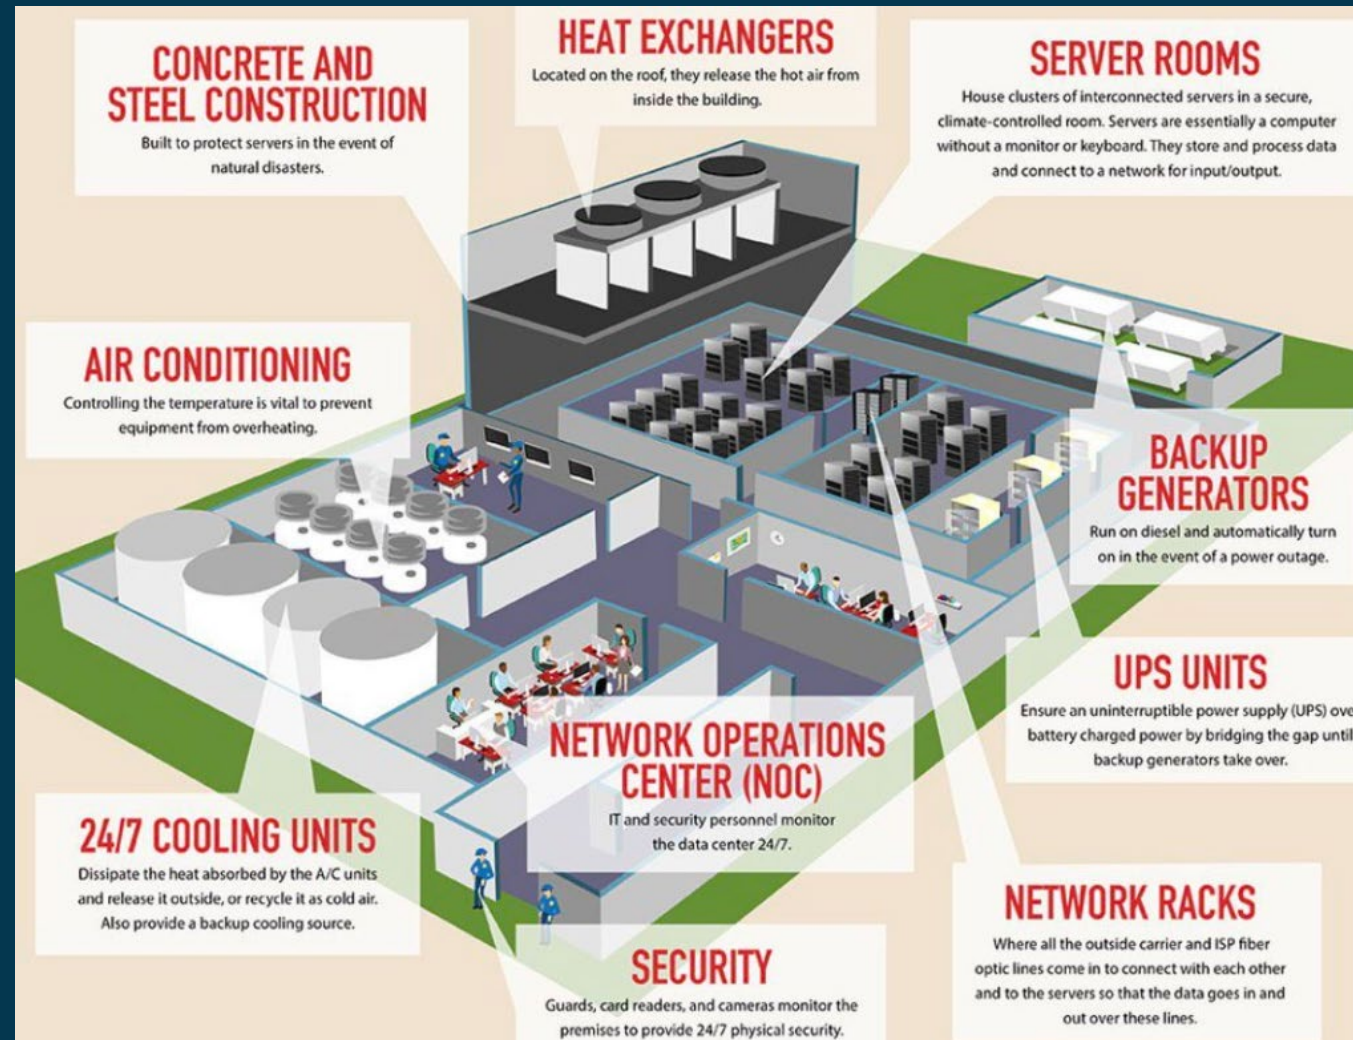 CONCRETE AND
STEEL CONSTRUCTION
Built to protect servers in the event of
natural disasters.
HEAT EXCHANGERS
Located on the roof, they release the hot air from
inside the building.
SERVER ROOMS
House clusters of interconnected servers in a secure,
climate-controlled room. Servers are essentially a computer
without a monitor or keyboard. They store and process data
and connect to a network for input/output.
AIR CONDITIONING
Controlling the temperature is vital to prevent
equipment from overheating.
BACKUP
GENERATORS
Run on diesel and automatically turn
on in the event of a power outage.
UPS UNITS
Ensure an uninterruptible power supply (UPS) ove
battery charged power by bridging the gap until
backup generators take over.
NETWORK OPERATIONS
CENTER (NOC)
IT and security personnel monitor
the data center 24/7.
24/7 COOLING UNITS
Dissipate the heat absorbed by the A/C units
and release it outside, or recycle it as cold air.
Also provide a backup cooling source.
NETWORK RACKS
Where all the outside carrier and ISP fiber
optic lines come in to connect with each other
and to the servers so that the data goes in and
out over these lines.
SECURITY
Guards, card readers, and cameras monitor the
premises to provide 24/7 physical security.